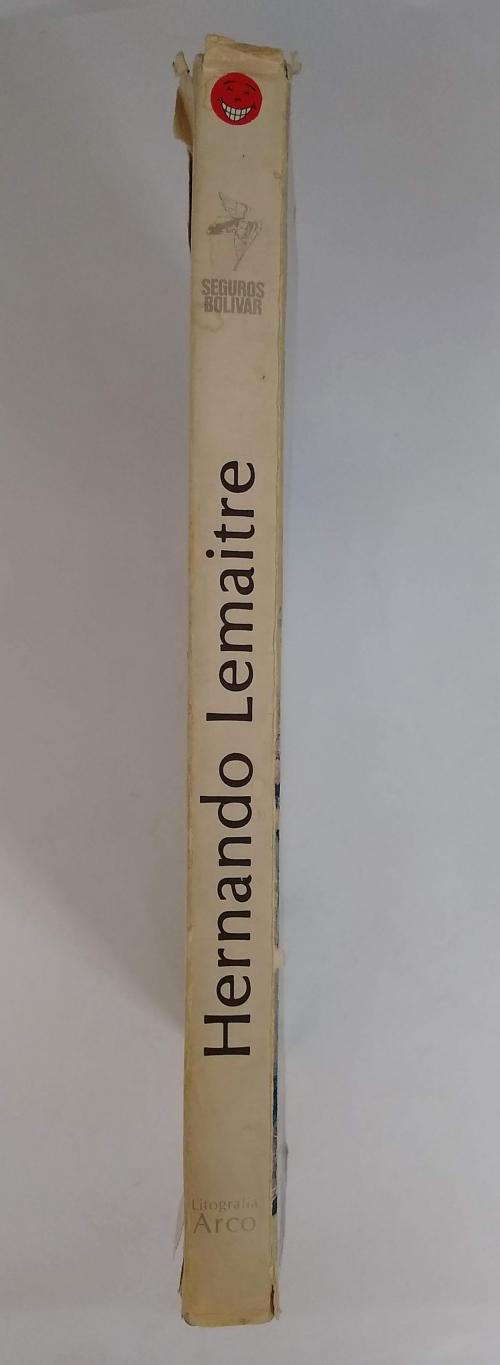 SEGUROS
BOLIVAR
Hernando Lemaitre
Litografía
Arco